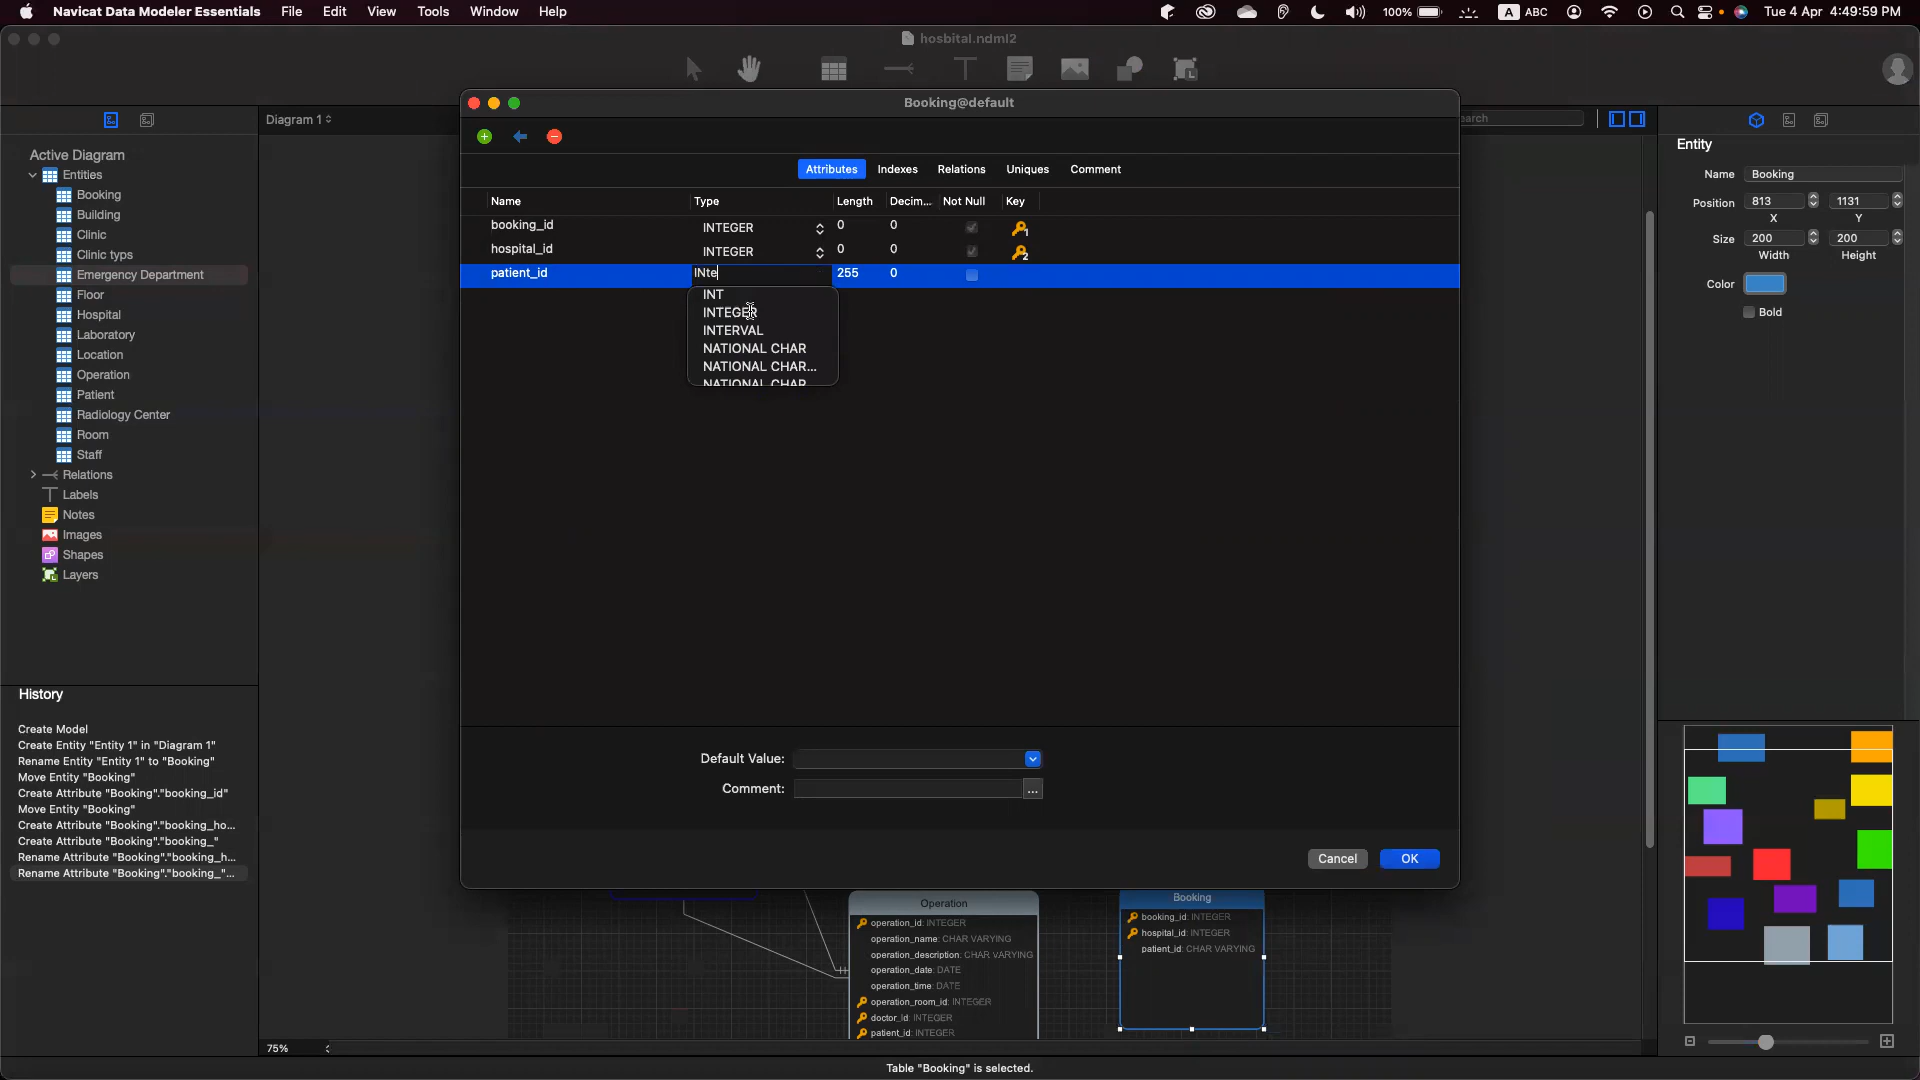 Navicat Data Modeler Essentials File Edit View Tools Window Help
100% A ABC Tue 4 Apr 4:49:59 PM
hosbital.ndml2
Diagram 1
Booking@default
earch
Active Diagram
Entities
Booking
Building
Clinic
Clinic type
Emergency Department
Floor
Hospital
Laboratory
Location
Operation
Patient
Radiology Center
Room
Staff
Relations
Labels
Notes
Images
Shapes
Layers
History
Create Model
Create Entity "Entity 1" in "Diagram 1"
Rename Entity "Entity 1" to "Booking"
Move Entity "Booking"
Create Attribute "Booking"."booking_id"
Move Entity "Booking"
Create Attribute "Booking"."booking_ho...
Create Attribute "Booking"."booking_"
Rename Attribute "Booking"."booking_h...
Rename Attribute "Booking"."booking_"...
Attributes Indexes Relations Uniques Comment
Name Type Length Decim... Not Null Key
booking_id INTEGER 0 0 1
hospital_id INTEGER 0 0 2
patient_id INte 255 0
INT
INTEGER
INTERVAL
NATIONAL CHAR
NATIONAL CHAR...
NATIONAL CHAR
Default Value:
Comment: ...
Cancel OK
Operation
operation_id: INTEGER
operation_name: CHAR VARYING
operation_description: CHAR VARYING
operation_date: DATE
operation_time: DATE
operation_room_id: INTEGER
doctor_id: INTEGER
patient_id: INTEGER
Booking
booking_id: INTEGER
hospital_id: INTEGER
patient_id: CHAR VARYING
75%
Table "Booking" is selected.
Entity
Name Booking
Position 813 1131
X Y
Size 200 200
Width Height
Color
Bold